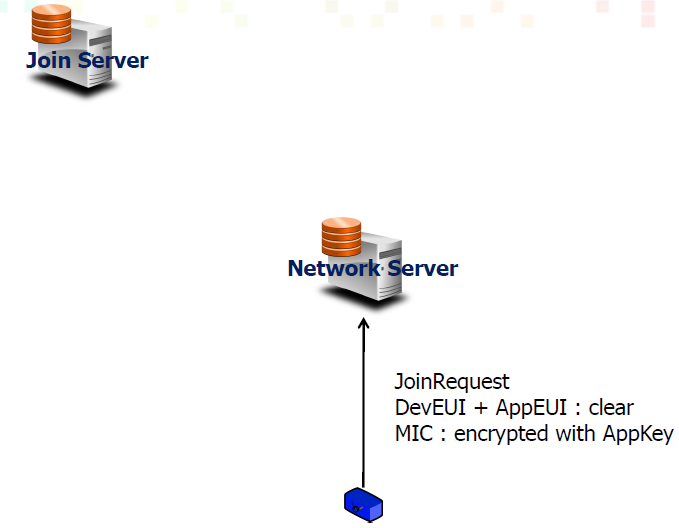 Join Server
Network Server
JoinRequest
DevEUI + AppEUI : clear
MIC : encrypted with AppKey